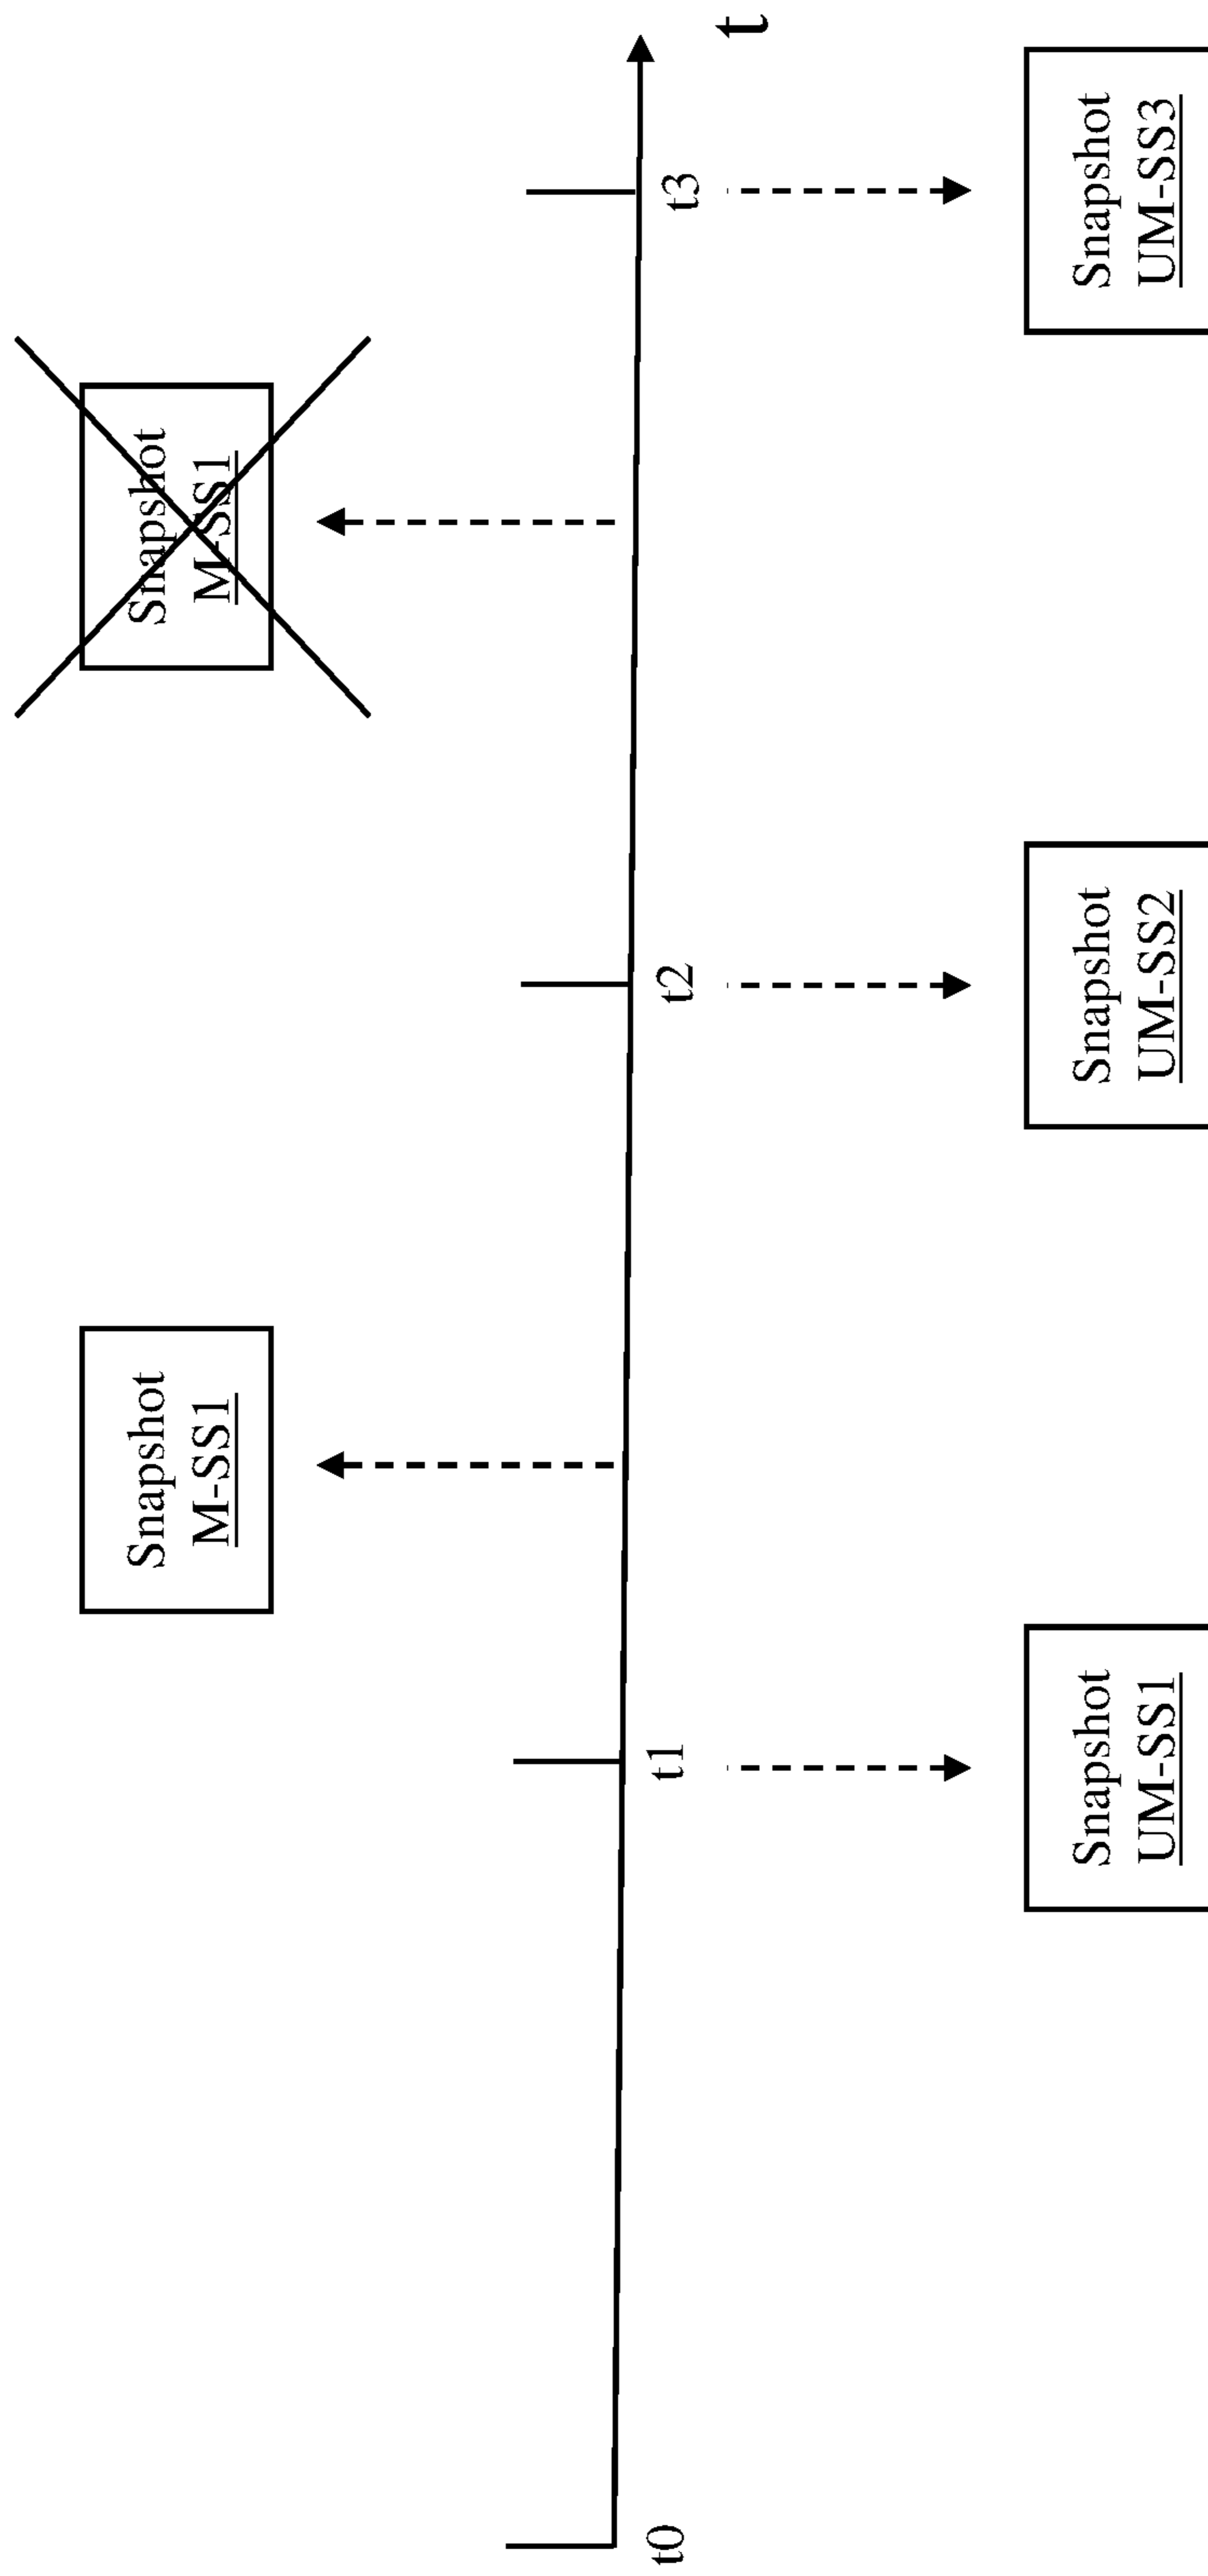 Snapshot
M-SS1
Snapshot
M-SS1
t0
t1
t2
t3
t
Snapshot
UM-SS1
Snapshot
UM-SS2
Snapshot
UM-SS3